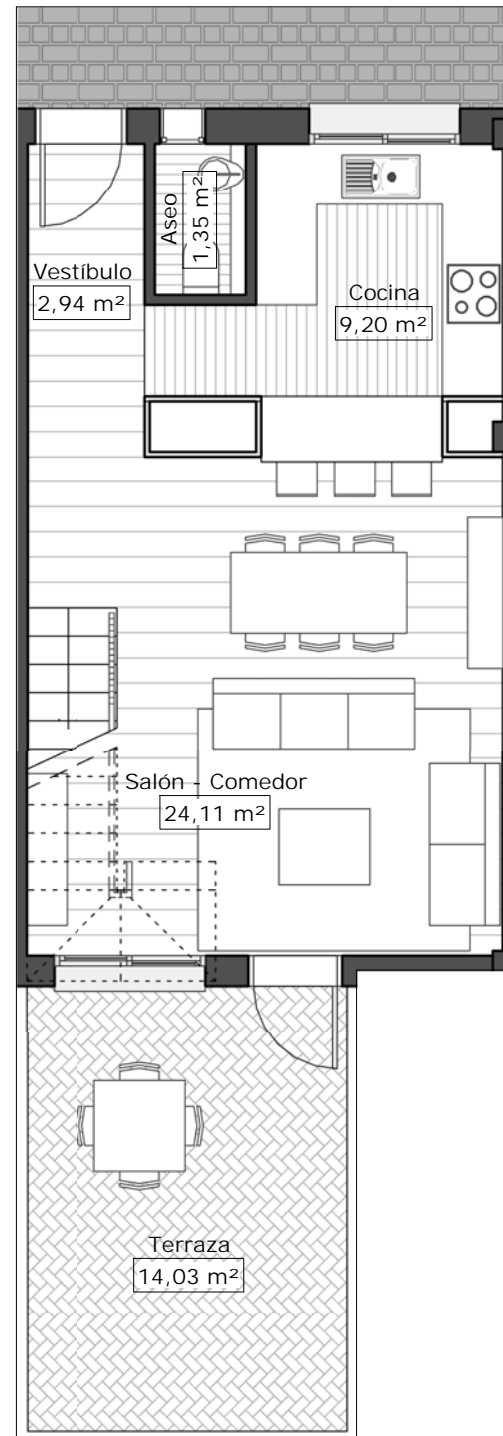 Aseo
1,35 m²
Vestíbulo
2,94 m²
Cocina
9,20 m²
Salón - Comedor
24,11 m²
Terraza
14,03 m²